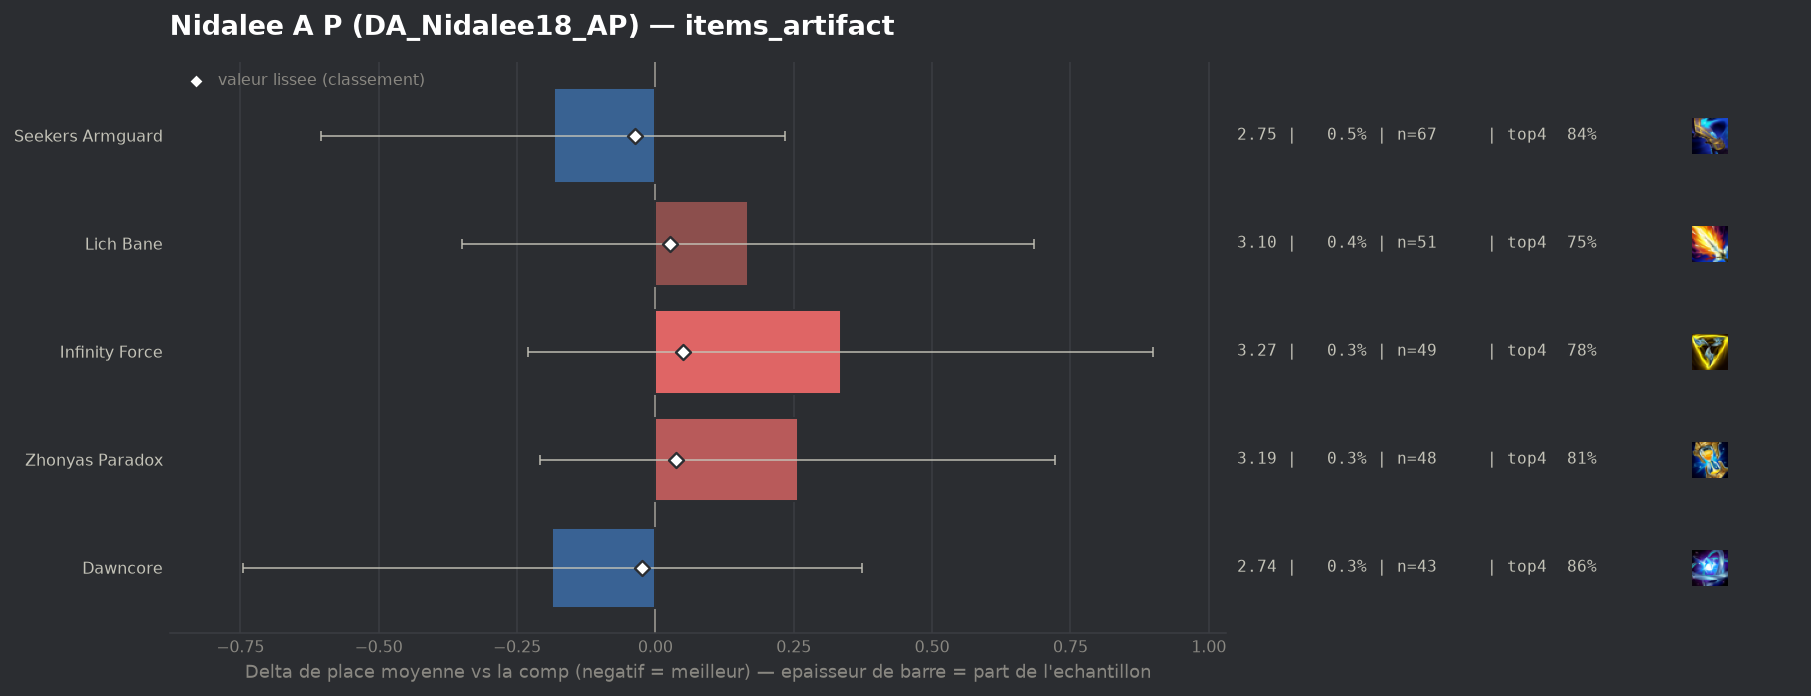 Nidalee A P (DA_Nidalee18_AP) — items_artifact
valeur lissee (classement)
Seekers Armguard 2.75 | 0.5% | n=67 | top4 84%
Lich Bane 3.10 | 0.4% | n=51 | top4 75%
Infinity Force 3.27 | 0.3% | n=49 | top4 78%
Zhonyas Paradox 3.19 | 0.3% | n=48 | top4 81%
Dawncore 2.74 | 0.3% | n=43 | top4 86%
−0.75 −0.50 −0.25 0.00 0.25 0.50 0.75 1.00
Delta de place moyenne vs la comp (negatif = meilleur) — epaisseur de barre = part de l'echantillon